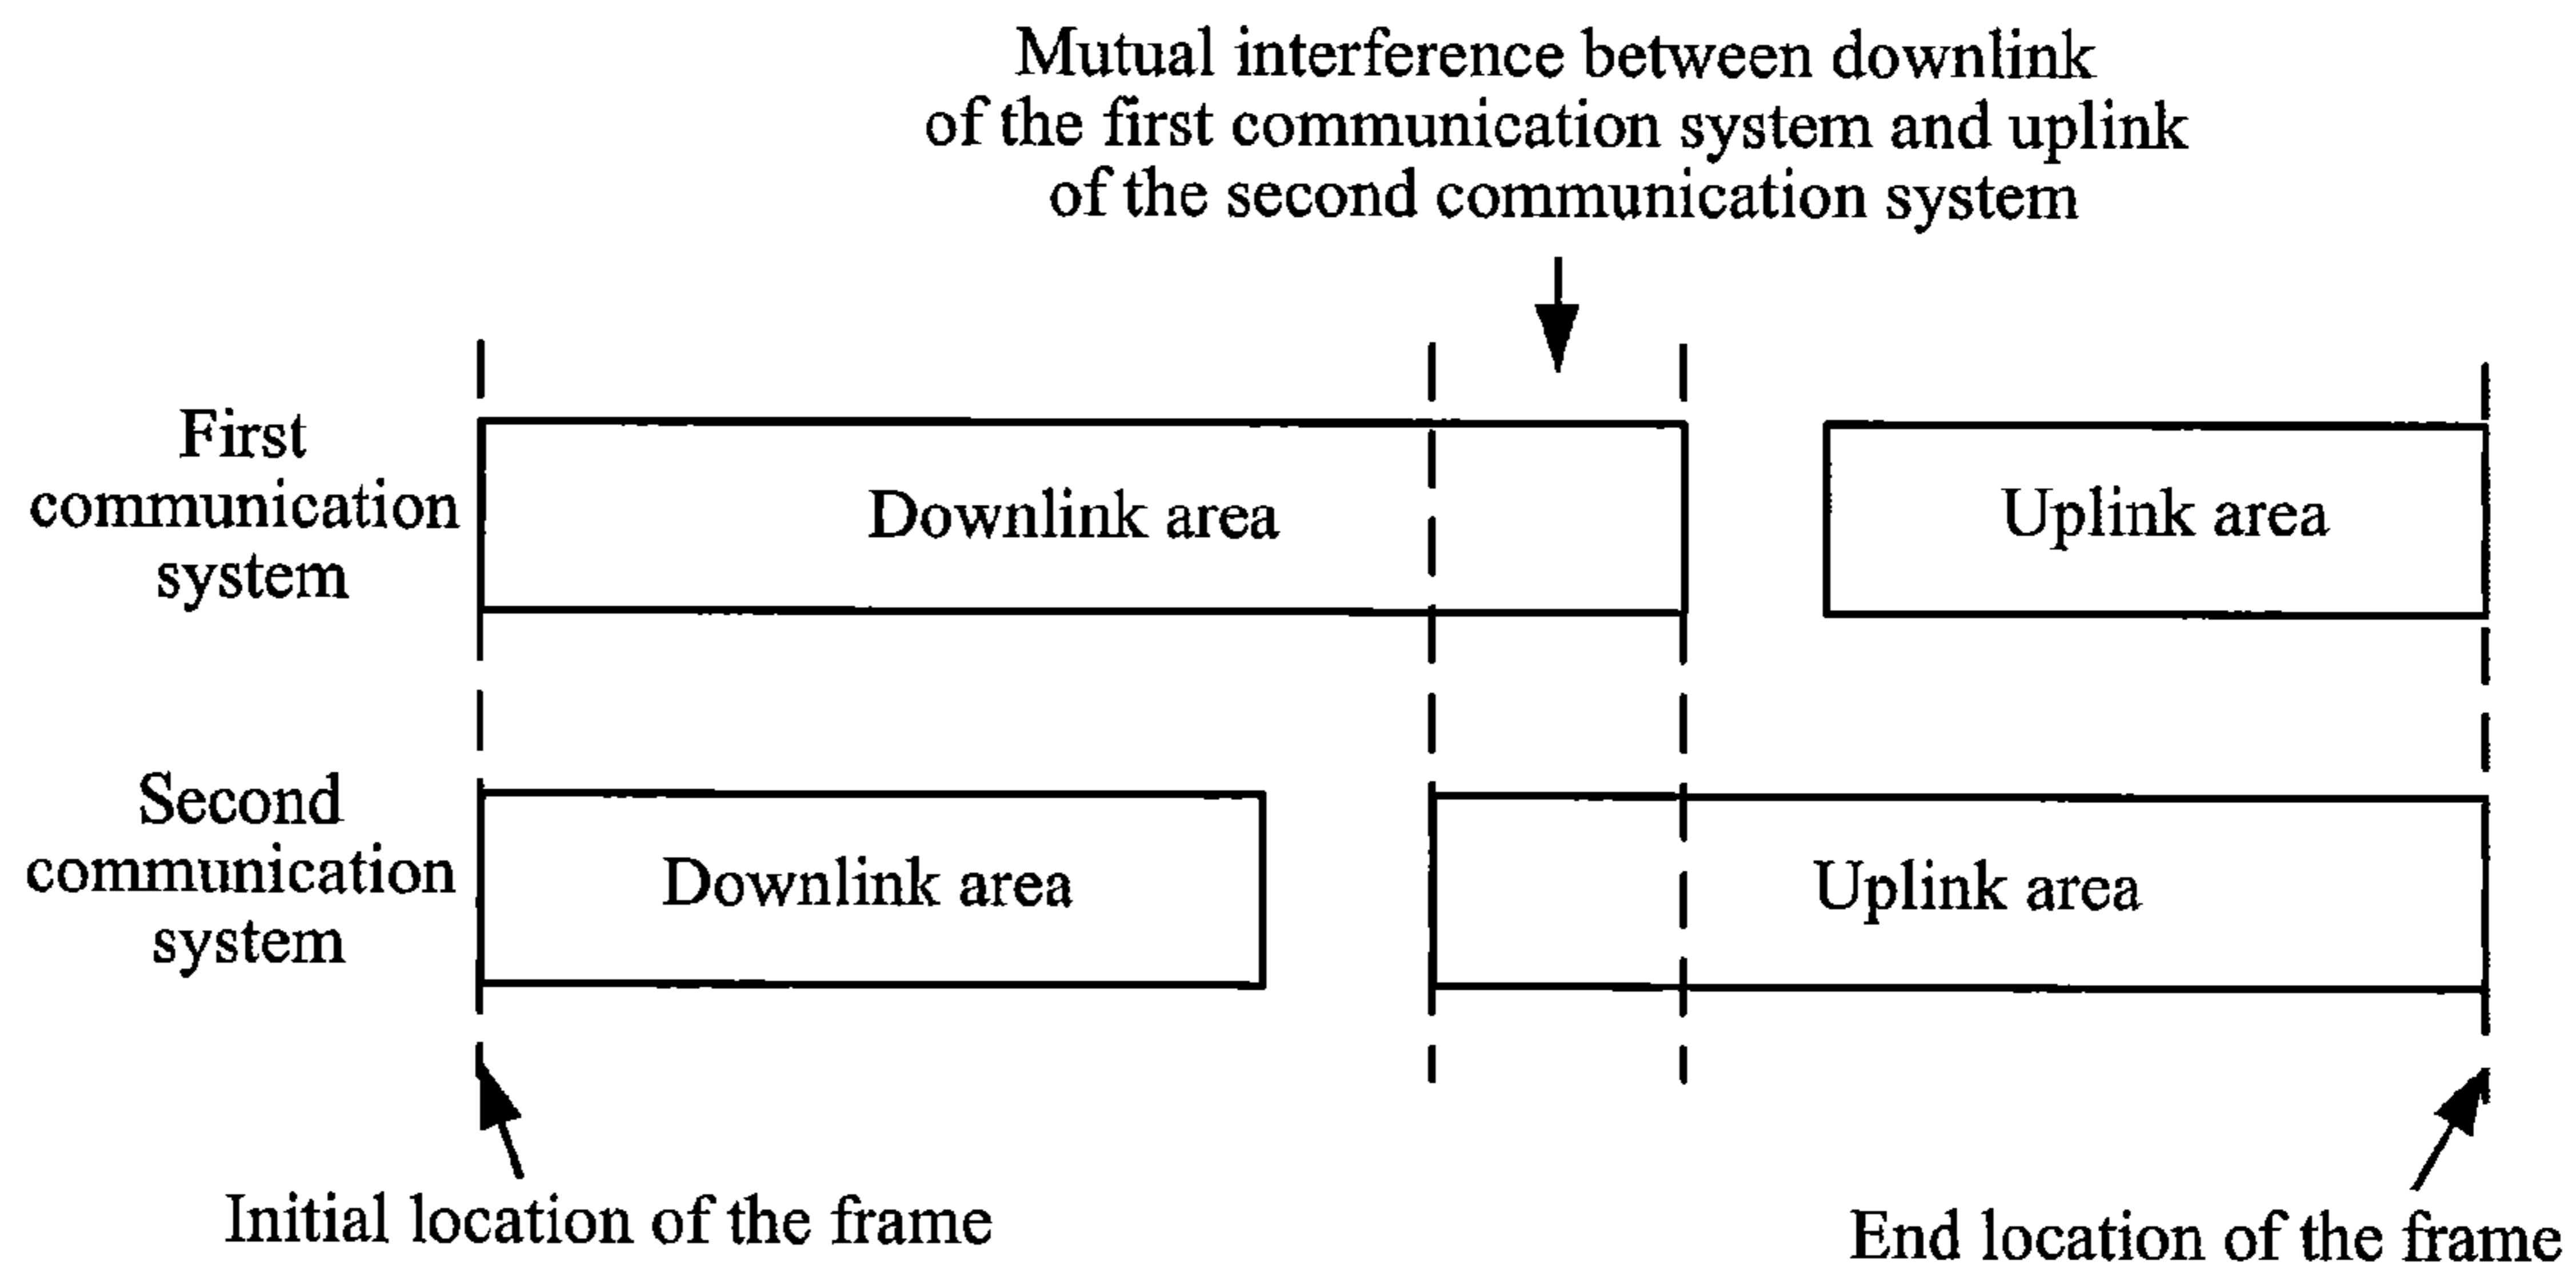 Mutual interference between downlink
of the first communication system and uplink
of the second communication system
First
communication
system
Downlink area
Uplink area
Second
communication
system
Downlink area
Uplink area
Initial location of the frame
End location of the frame